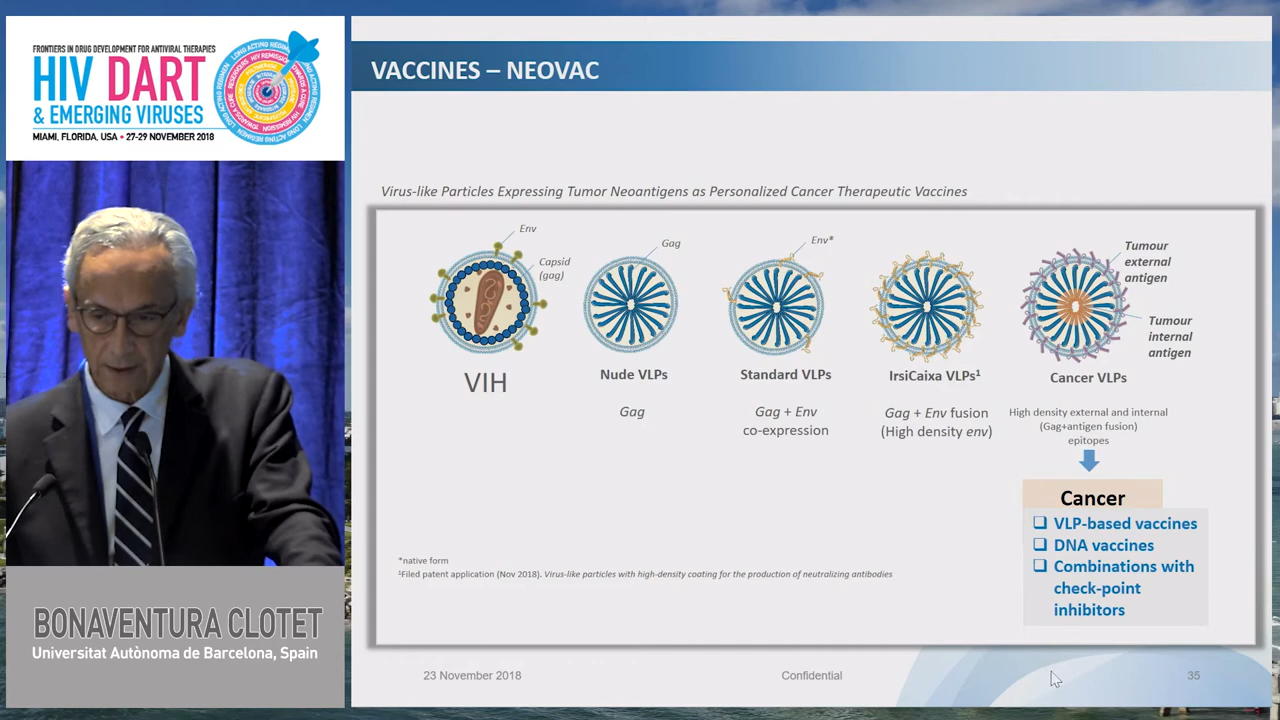 FRONTIERS IN DRUG DEVELOPMENT FOR ANTIVIRAL THERAPIES
HIV DART
& EMERGING VIRUSES
MIAMI, FLORIDA, USA • 27-29 NOVEMBER 2018
VACCINES – NEOVAC
Virus-like Particles Expressing Tumor Neoantigens as Personalized Cancer Therapeutic Vaccines
Env
Capsid
(gag)
VIH
Gag
Nude VLPs
Gag
Env*
Standard VLPs
Gag + Env
co-expression
IrsiCaixa VLPs¹
Gag + Env fusion
(High density env)
Tumour
external
antigen
Tumour
internal
antigen
Cancer VLPs
High density external and internal
(Gag+antigen fusion)
epitopes
Cancer
❑ VLP-based vaccines
❑ DNA vaccines
❑ Combinations with
check-point
inhibitors
*native form
¹Filed patent application (Nov 2018). Virus-like particles with high-density coating for the production of neutralizing antibodies
23 November 2018
Confidential
35
BONAVENTURA CLOTET
Universitat Autònoma de Barcelona, Spain